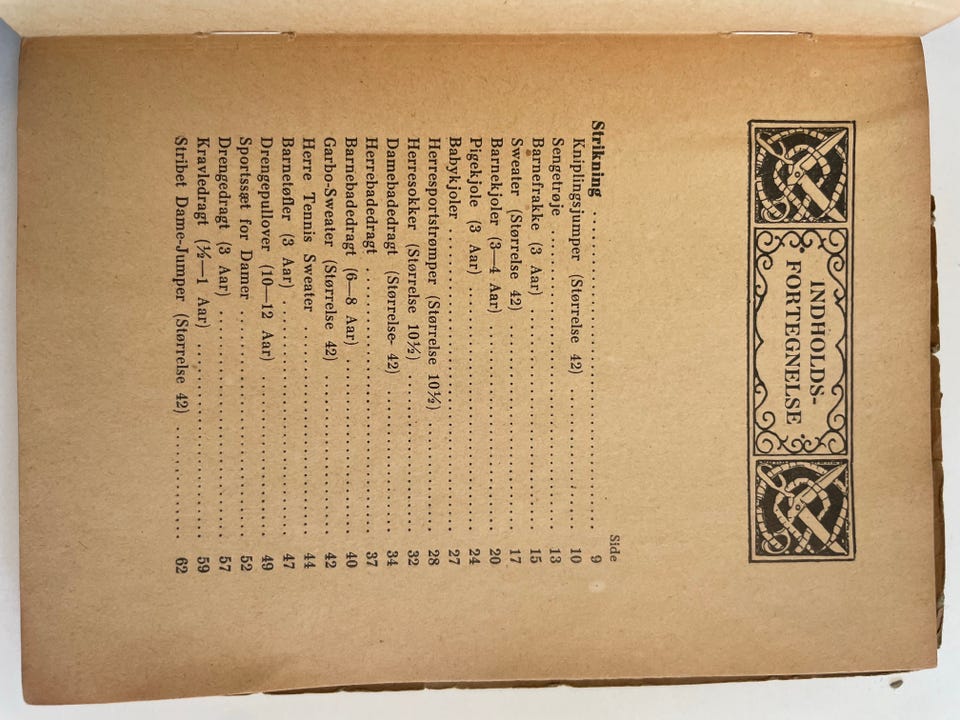 INDHOLDS-
FORTEGNELSE
Side
Strikning ........................................ 9
Kniplingsjumper (Størrelse 42) .................... 10
Sengetrøje ........................................ 13
Barnefrakke (3 Aar) ............................... 15
Sweater (Størrelse 42) ............................ 17
Barnekjoler (3—4 Aar) ............................. 20
Pigekjole (3 Aar) ................................. 24
Babykjoler ........................................ 27
Herresportstrømper (Størrelse 10½) ................ 28
Herresokker (Størrelse 10½) ....................... 32
Damebadedragt (Størrelse- 42) ..................... 34
Herrebadedragt .................................... 37
Barnebadedragt (6—8 Aar) .......................... 40
Garbo-Sweater (Størrelse 42) ...................... 42
Herre Tennis Sweater .............................. 44
Barnetøfler (3 Aar) ............................... 47
Drengepullover (10—12 Aar) ........................ 49
Sportssæt for Damer ............................... 52
Drengedragt (3 Aar) ............................... 57
Kravledragt (½—1 Aar) ............................. 59
Stribet Dame-Jumper (Størrelse 42) ................ 62